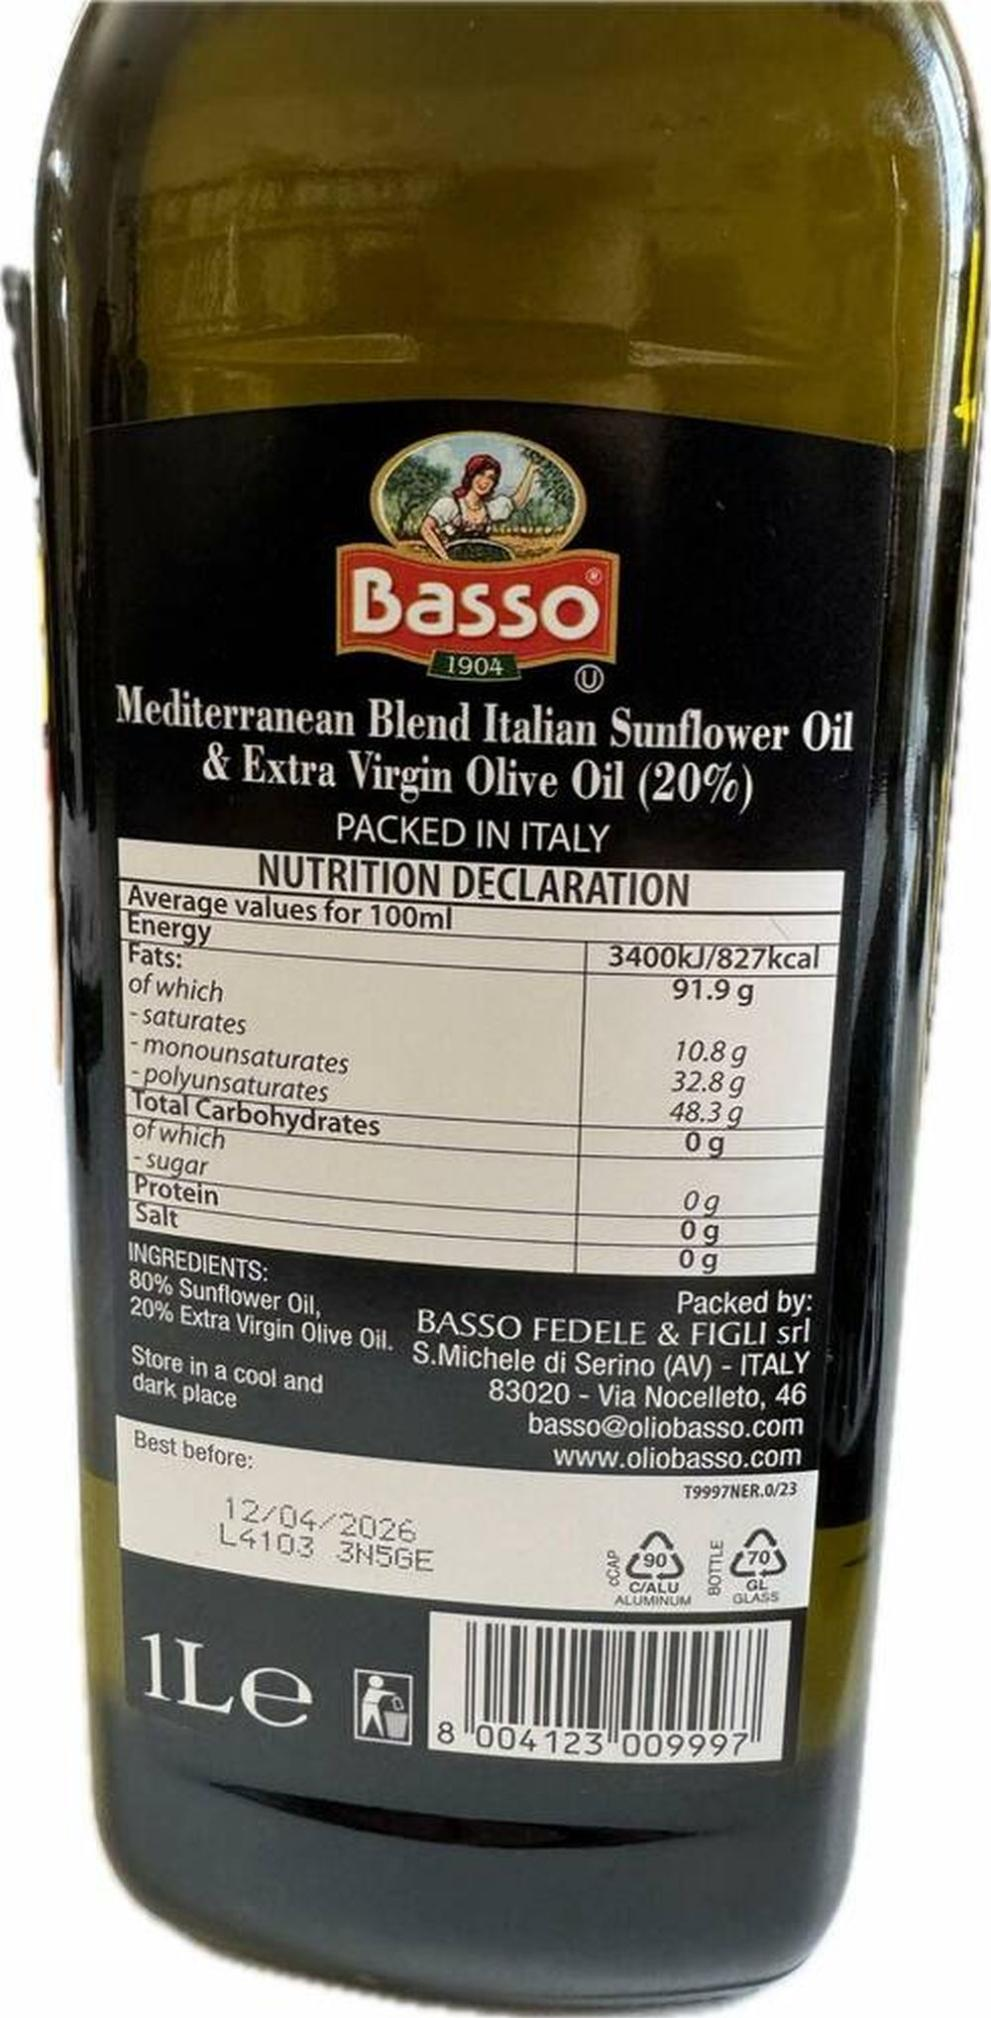 Basso®
1904
U
Mediterranean Blend Italian Sunflower Oil
& Extra Virgin Olive Oil (20%)
PACKED IN ITALY
NUTRITION DECLARATION
Average values for 100ml
Energy 3400kJ/827kcal
Fats: 91.9 g
of which
- saturates 10.8 g
- monounsaturates 32.8 g
- polyunsaturates 48.3 g
Total Carbohydrates 0 g
of which
- sugar 0 g
Protein 0 g
Salt 0 g
INGREDIENTS:
80% Sunflower Oil,
20% Extra Virgin Olive Oil.
Store in a cool and
dark place
Packed by:
BASSO FEDELE & FIGLI srl
S.Michele di Serino (AV) - ITALY
83020 - Via Nocelleto, 46
basso@oliobasso.com
www.oliobasso.com
Best before:
12/04/2026
L4103 3N5GE
T9997NER.0/23
cCAP
90
C/ALU
ALUMINUM
BOTTLE
70
GL
GLASS
1Le
8 004123 009997